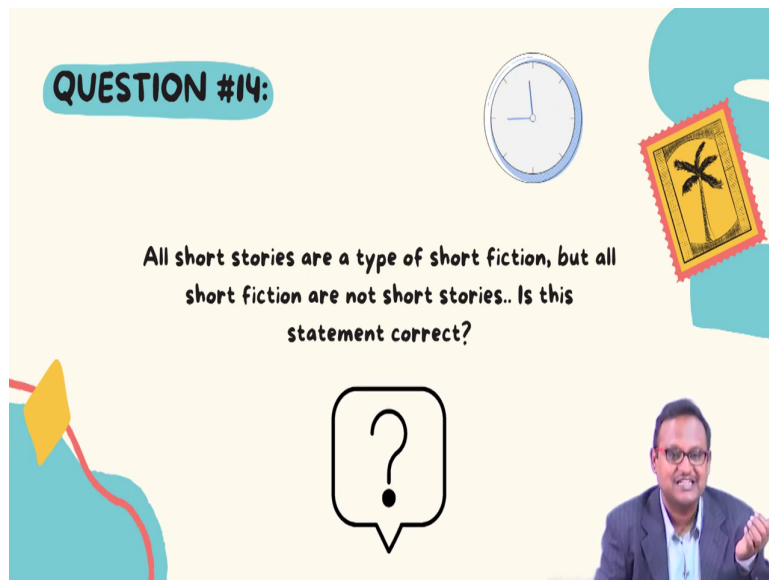 QUESTION #14:
All short stories are a type of short fiction, but all
short fiction are not short stories.. Is this
statement correct?
?